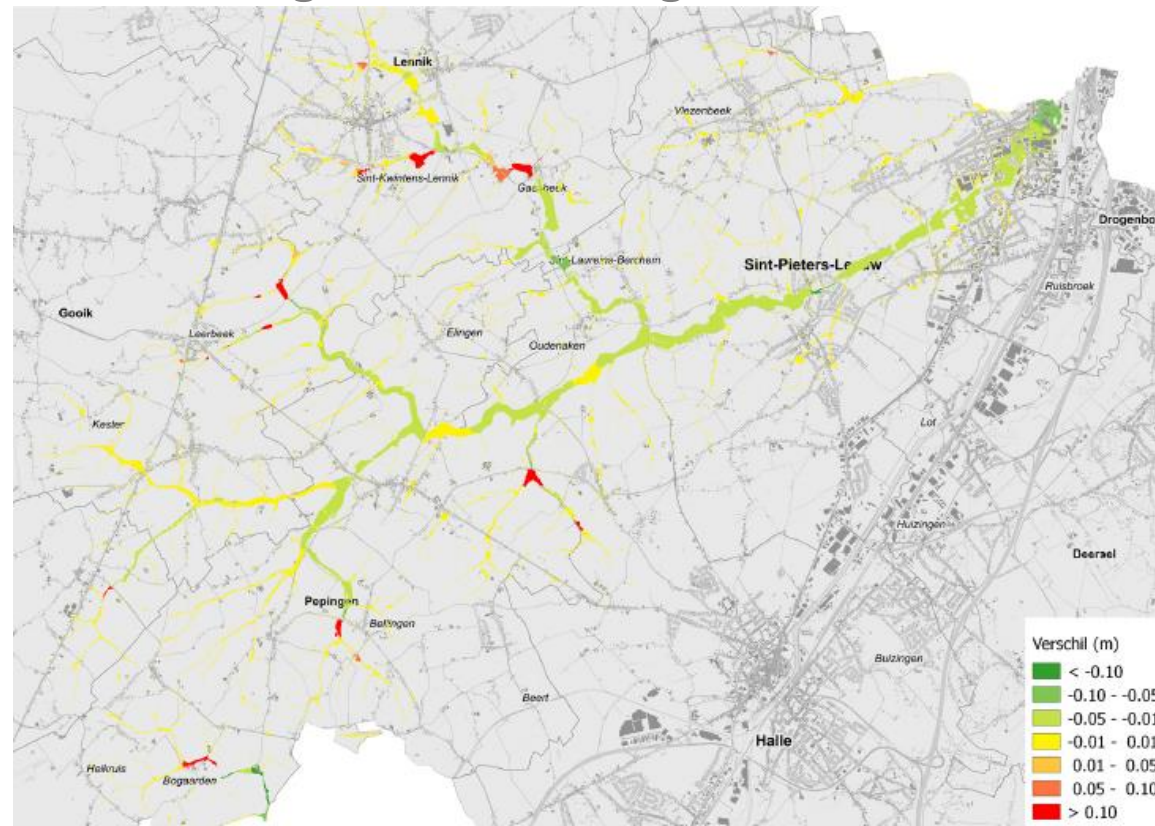 Lennik
Vlezenbeek
Sint-Kwintens-Lennik
Gaasbeek
Drogenbo
Sint-Laureins-Berchem
Sint-Pieters-Leeuw
Ruisbroek
Gooik
Leerbeek
Elingen
Oudenaken
Kester
Lot
Huizingen
Beersel
Pepingen
Bellingen
Buizingen
Beert
Halle
Heikruis
Bogaarden
Verschil (m)
< -0.10
-0.10 - -0.05
-0.05 - -0.01
-0.01 - 0.01
0.01 - 0.05
0.05 - 0.10
> 0.10